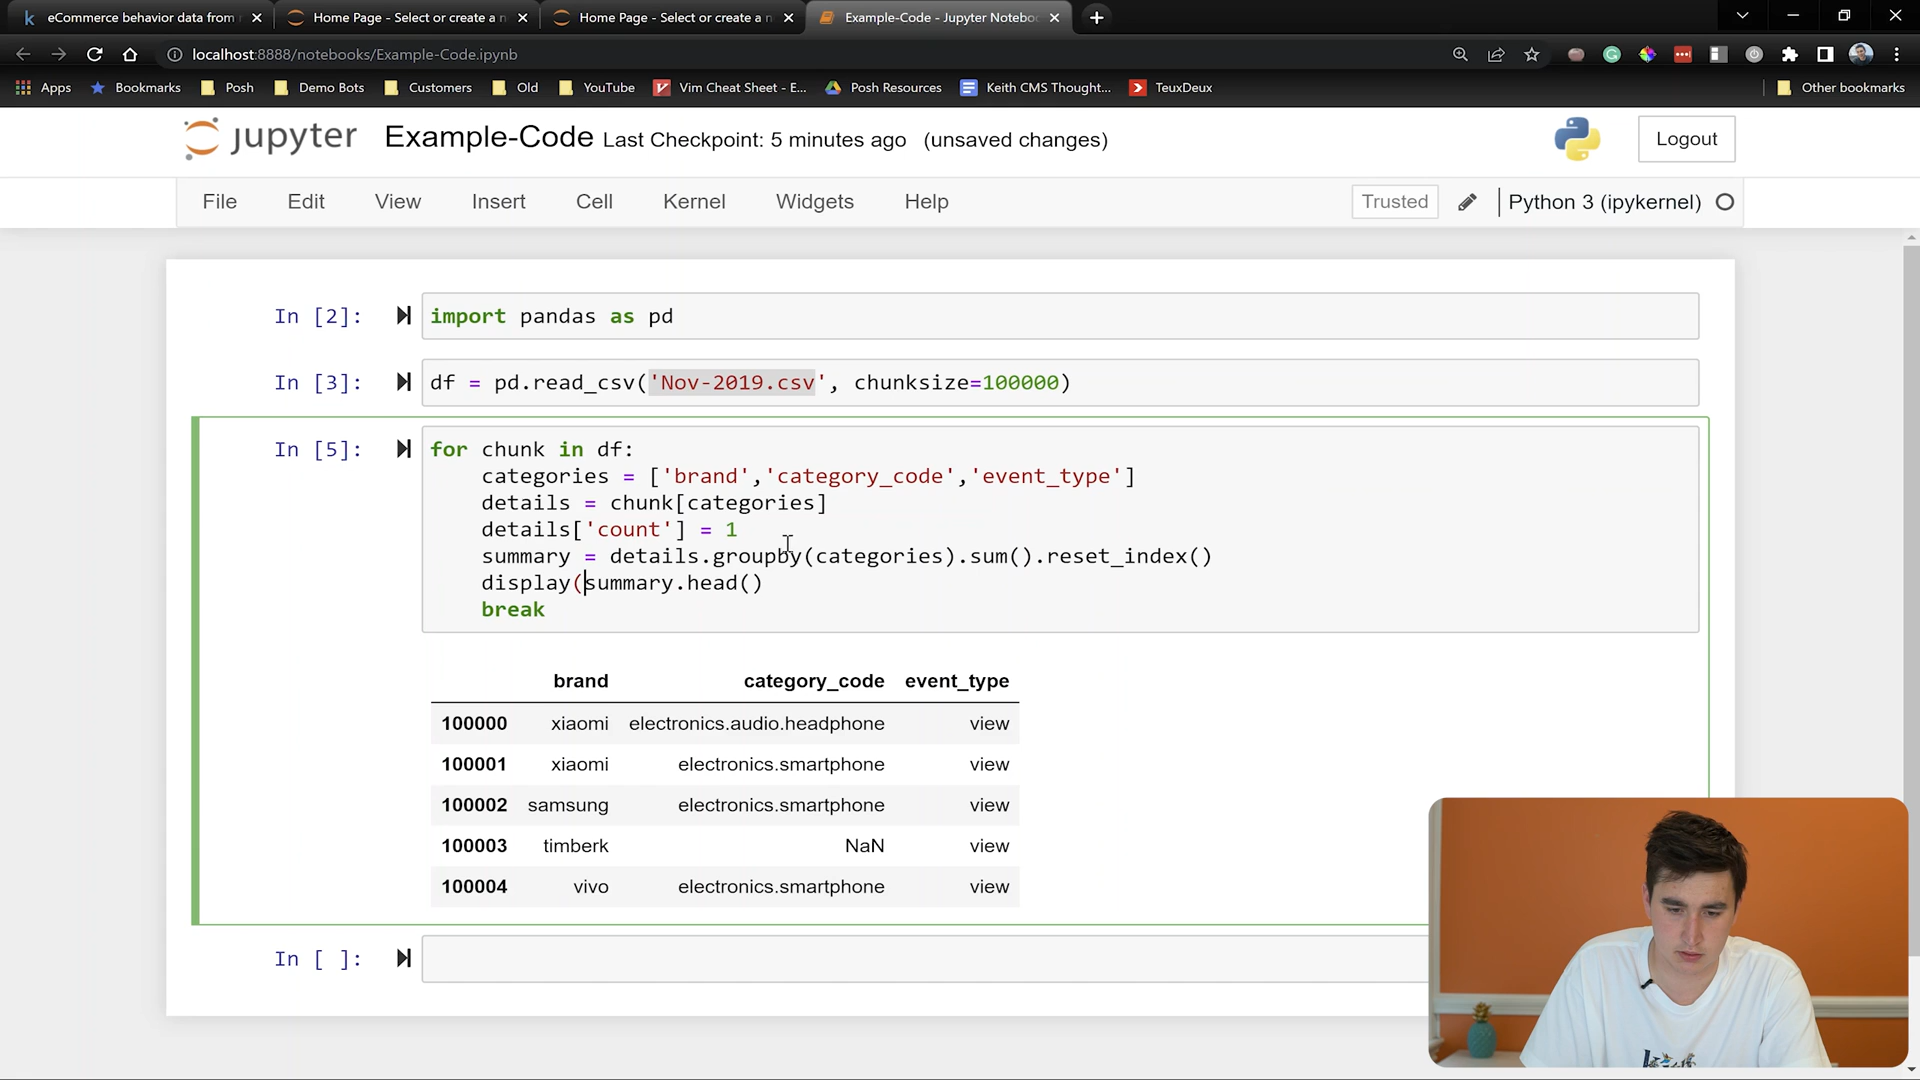 eCommerce behavior data from
Home Page - Select or create a n
Home Page - Select or create a n
Example-Code - Jupyter Noteboo
localhost:8888/notebooks/Example-Code.ipynb
Apps Bookmarks Posh Demo Bots Customers Old YouTube Vim Cheat Sheet - E... Posh Resources Keith CMS Thought... TeuxDeux Other bookmarks
jupyter Example-Code Last Checkpoint: 5 minutes ago (unsaved changes) Logout
File Edit View Insert Cell Kernel Widgets Help Trusted Python 3 (ipykernel)
In [2]: import pandas as pd
In [3]: df = pd.read_csv('Nov-2019.csv', chunksize=100000)
In [5]: for chunk in df:
categories = ['brand','category_code','event_type']
details = chunk[categories]
details['count'] = 1
summary = details.groupby(categories).sum().reset_index()
display(summary.head()
break
brand category_code event_type
100000 xiaomi electronics.audio.headphone view
100001 xiaomi electronics.smartphone view
100002 samsung electronics.smartphone view
100003 timberk NaN view
100004 vivo electronics.smartphone view
In [ ]: